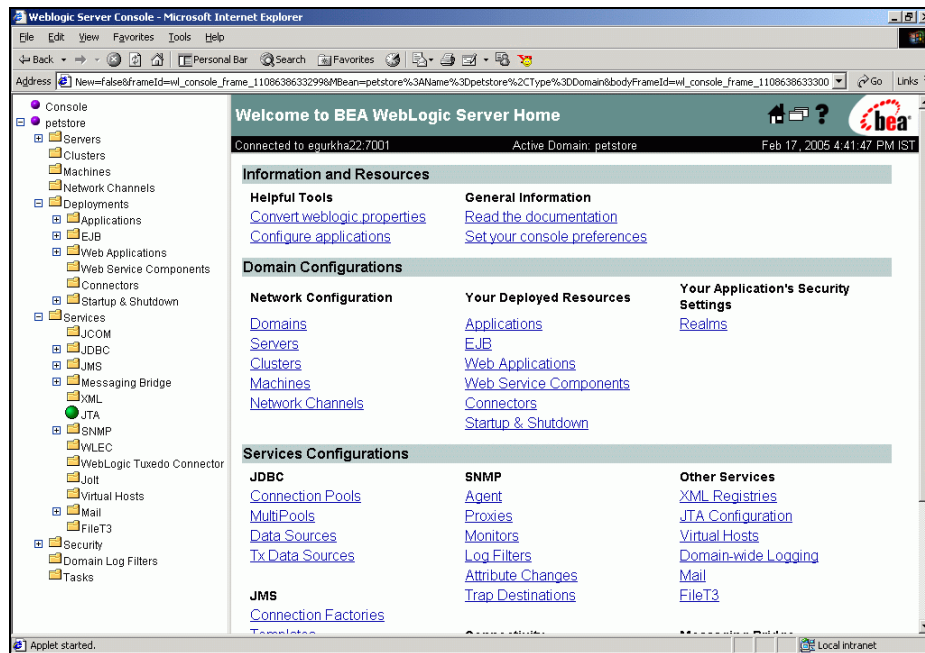 Weblogic Server Console - Microsoft Internet Explorer
File Edit View Favorites Tools Help
Back Personal Bar Search Favorites
Address New=false&frameId=wl_console_frame_1108638633299&MBean=petstore%3AName%3Dpetstore%2CType%3DDomain&bodyFrameId=wl_console_frame_1108638633300 Go Links
Console
petstore
Servers
Clusters
Machines
Network Channels
Deployments
Applications
EJB
Web Applications
Web Service Components
Connectors
Startup & Shutdown
Services
JCOM
JDBC
JMS
Messaging Bridge
XML
JTA
SNMP
WLEC
WebLogic Tuxedo Connector
Jolt
Virtual Hosts
Mail
FileT3
Security
Domain Log Filters
Tasks
Welcome to BEA WebLogic Server Home
bea
Connected to egurkha22:7001 Active Domain: petstore Feb 17, 2005 4:41:47 PM IST
Information and Resources
Helpful Tools General Information
Convert weblogic.properties Read the documentation
Configure applications Set your console preferences
Domain Configurations
Network Configuration Your Deployed Resources Your Application's Security Settings
Domains Applications Realms
Servers EJB
Clusters Web Applications
Machines Web Service Components
Network Channels Connectors
Startup & Shutdown
Services Configurations
JDBC SNMP Other Services
Connection Pools Agent XML Registries
MultiPools Proxies JTA Configuration
Data Sources Monitors Virtual Hosts
Tx Data Sources Log Filters Domain-wide Logging
Attribute Changes Mail
JMS Trap Destinations FileT3
Connection Factories
Templates Connectivity Messaging Bridge
Applet started. Local intranet